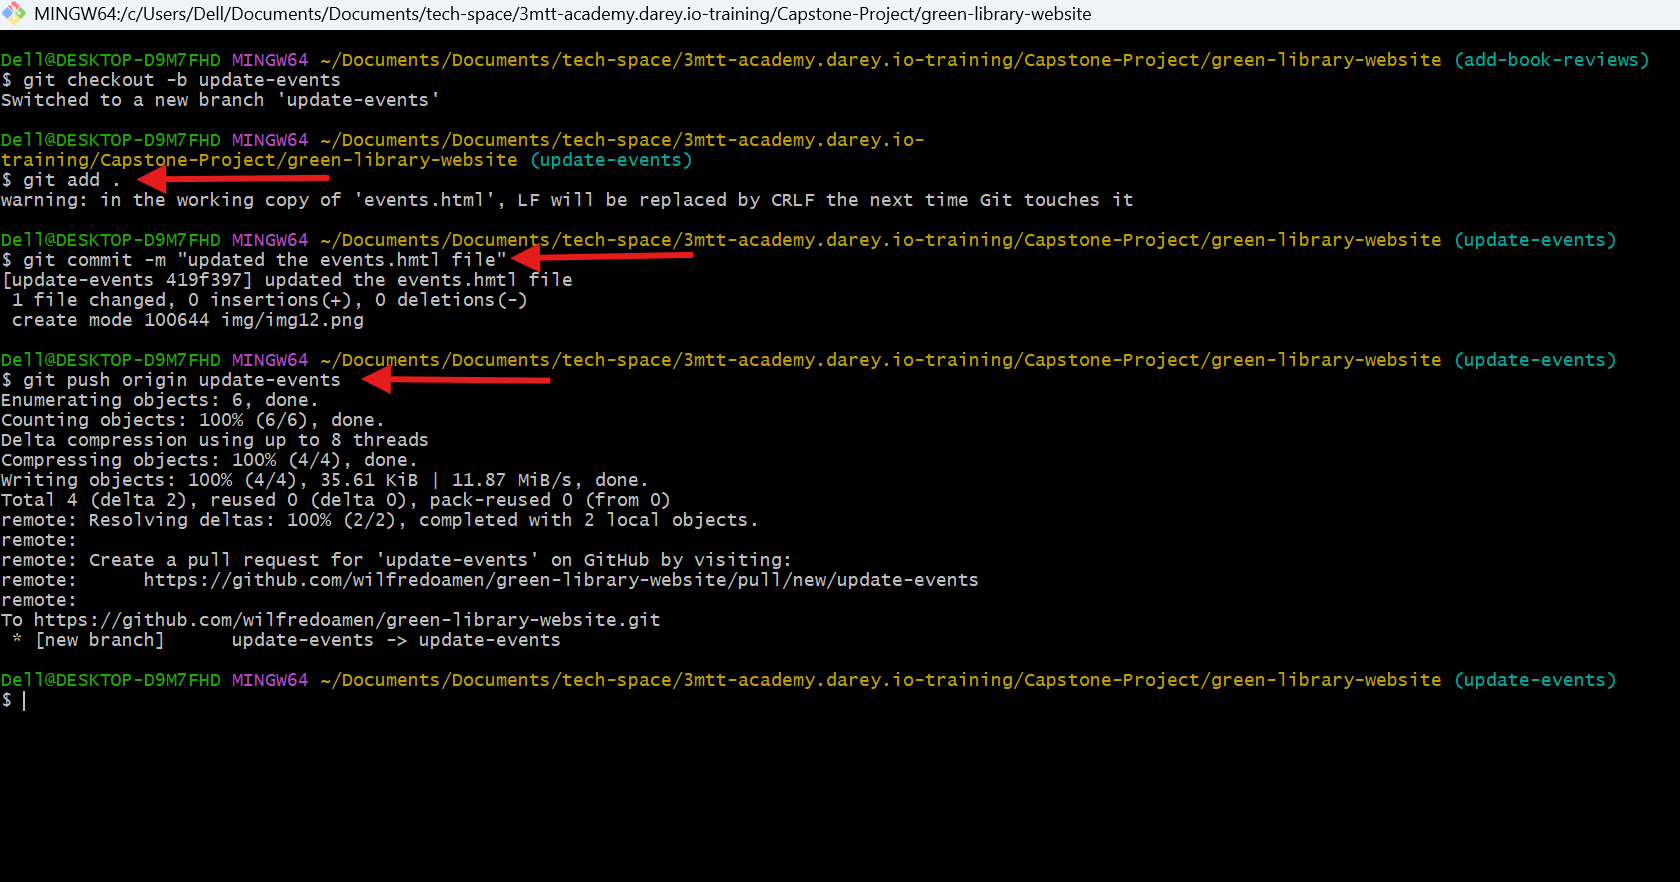 MINGW64:/c/Users/Dell/Documents/Documents/tech-space/3mtt-academy.darey.io-training/Capstone-Project/green-library-website
Dell@DESKTOP-D9M7FHD MINGW64 ~/Documents/Documents/tech-space/3mtt-academy.darey.io-training/Capstone-Project/green-library-website (add-book-reviews)
$ git checkout -b update-events
Switched to a new branch 'update-events'
Dell@DESKTOP-D9M7FHD MINGW64 ~/Documents/Documents/tech-space/3mtt-academy.darey.io-
training/Capstone-Project/green-library-website (update-events)
$ git add .
warning: in the working copy of 'events.html', LF will be replaced by CRLF the next time Git touches it
Dell@DESKTOP-D9M7FHD MINGW64 ~/Documents/Documents/tech-space/3mtt-academy.darey.io-training/Capstone-Project/green-library-website (update-events)
$ git commit -m "updated the events.hmtl file"
[update-events 419f397] updated the events.hmtl file
1 file changed, 0 insertions(+), 0 deletions(-)
create mode 100644 img/img12.png
Dell@DESKTOP-D9M7FHD MINGW64 ~/Documents/Documents/tech-space/3mtt-academy.darey.io-training/Capstone-Project/green-library-website (update-events)
$ git push origin update-events
Enumerating objects: 6, done.
Counting objects: 100% (6/6), done.
Delta compression using up to 8 threads
Compressing objects: 100% (4/4), done.
Writing objects: 100% (4/4), 35.61 KiB | 11.87 MiB/s, done.
Total 4 (delta 2), reused 0 (delta 0), pack-reused 0 (from 0)
remote: Resolving deltas: 100% (2/2), completed with 2 local objects.
remote:
remote: Create a pull request for 'update-events' on GitHub by visiting:
remote:      https://github.com/wilfredoamen/green-library-website/pull/new/update-events
remote:
To https://github.com/wilfredoamen/green-library-website.git
* [new branch]      update-events -> update-events
Dell@DESKTOP-D9M7FHD MINGW64 ~/Documents/Documents/tech-space/3mtt-academy.darey.io-training/Capstone-Project/green-library-website (update-events)
$